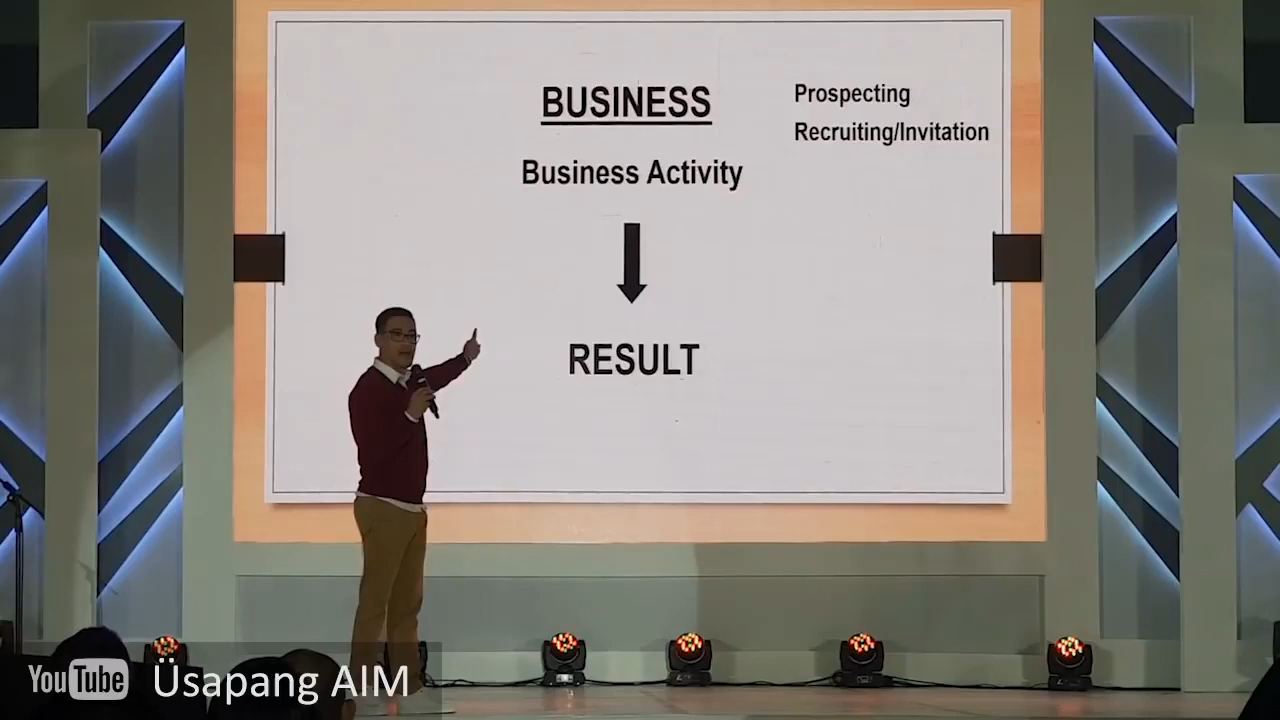 BUSINESS
Business Activity
RESULT
Prospecting
Recruiting/Invitation
YouTube Üsapang AIM